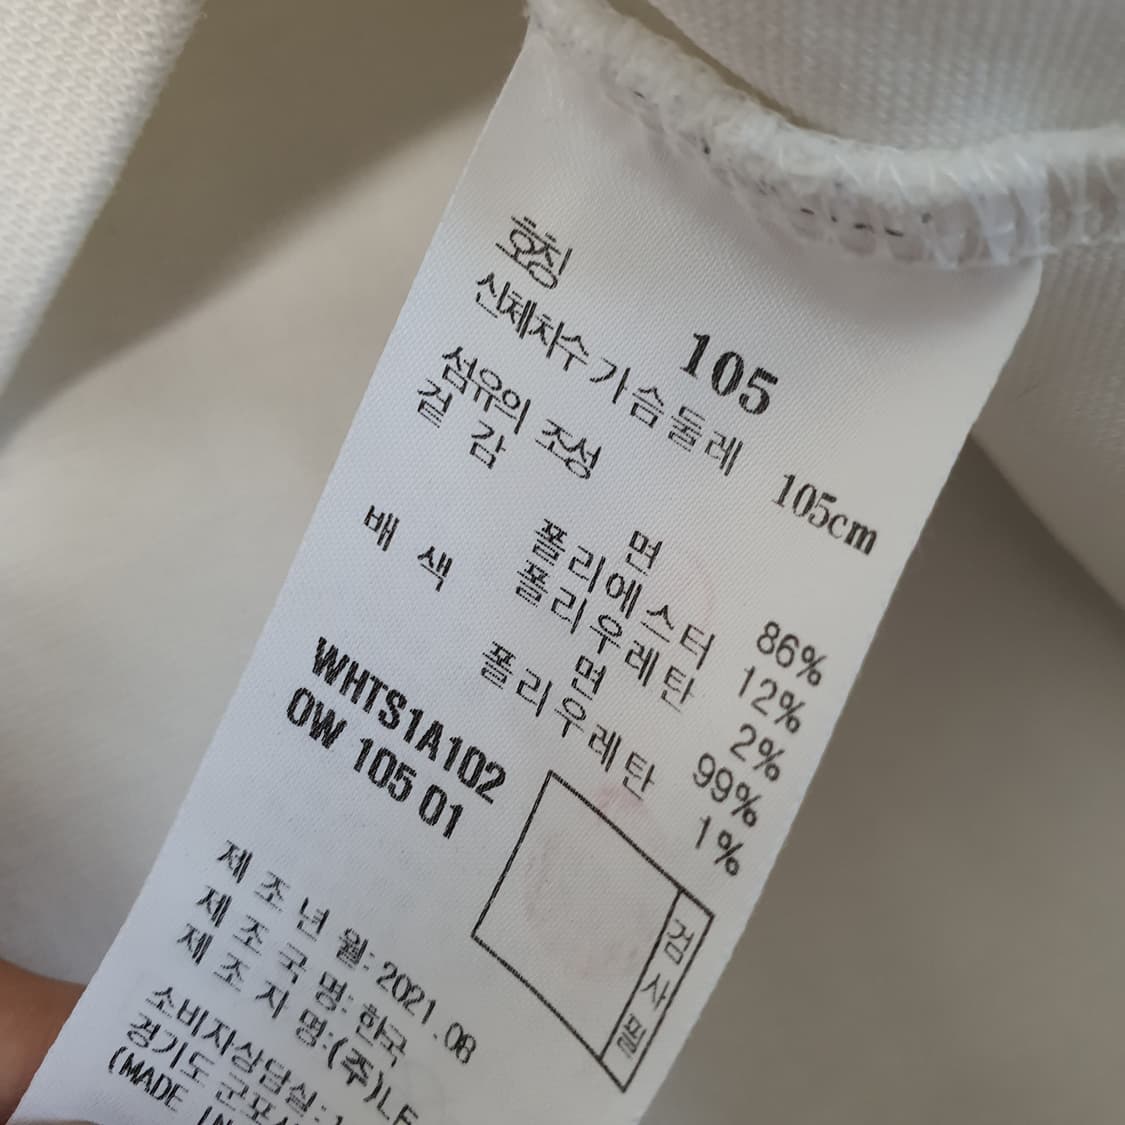 호칭 105
신체치수 가슴둘레 105cm
섬유의 조성
겉감 면 86%
폴리에스터 12%
폴리우레탄 2%
배색 면 99%
폴리우레탄 1%
WHTS1A102
OW 105 01
검사필
제조년월: 2021.08
제조국명: 한국
제조자명:(주)LF
소비자상담실:
경기도 군포시
(MADE IN